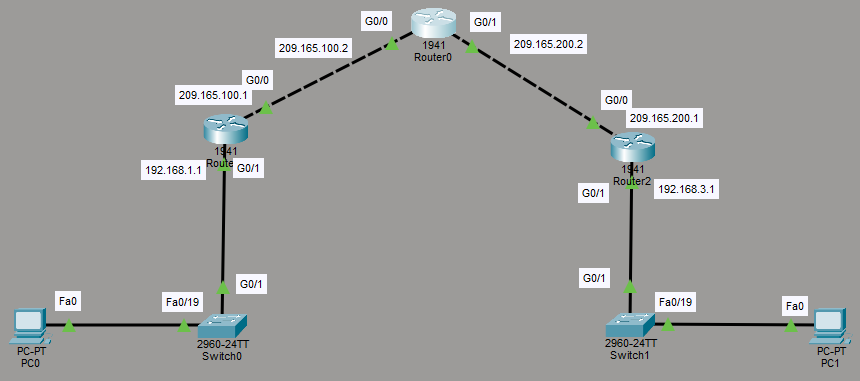 G0/0
G0/1
1941
Router0
209.165.100.2
209.165.200.2
G0/0
209.165.100.1
G0/0
209.165.200.1
1941
192.168.1.1
G0/1
1941
Router2
G0/1
192.168.3.1
G0/1
G0/1
Fa0
Fa0/19
Fa0/19
Fa0
2960-24TT
Switch0
2960-24TT
Switch1
PC-PT
PC0
PC-PT
PC1